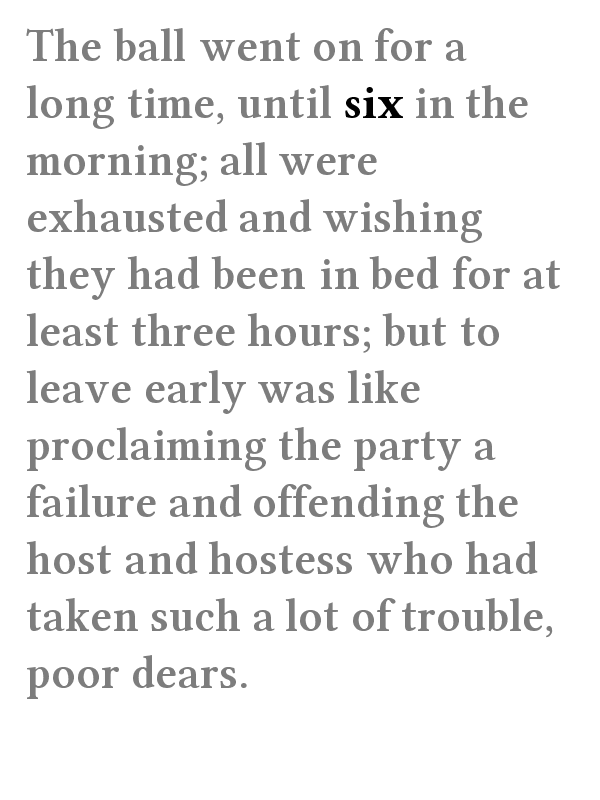 The ball went on for a
long time, until six in the
morning; all were
exhausted and wishing
they had been in bed for at
least three hours; but to
leave early was like
proclaiming the party a
failure and offending the
host and hostess who had
taken such a lot of trouble,
poor dears.